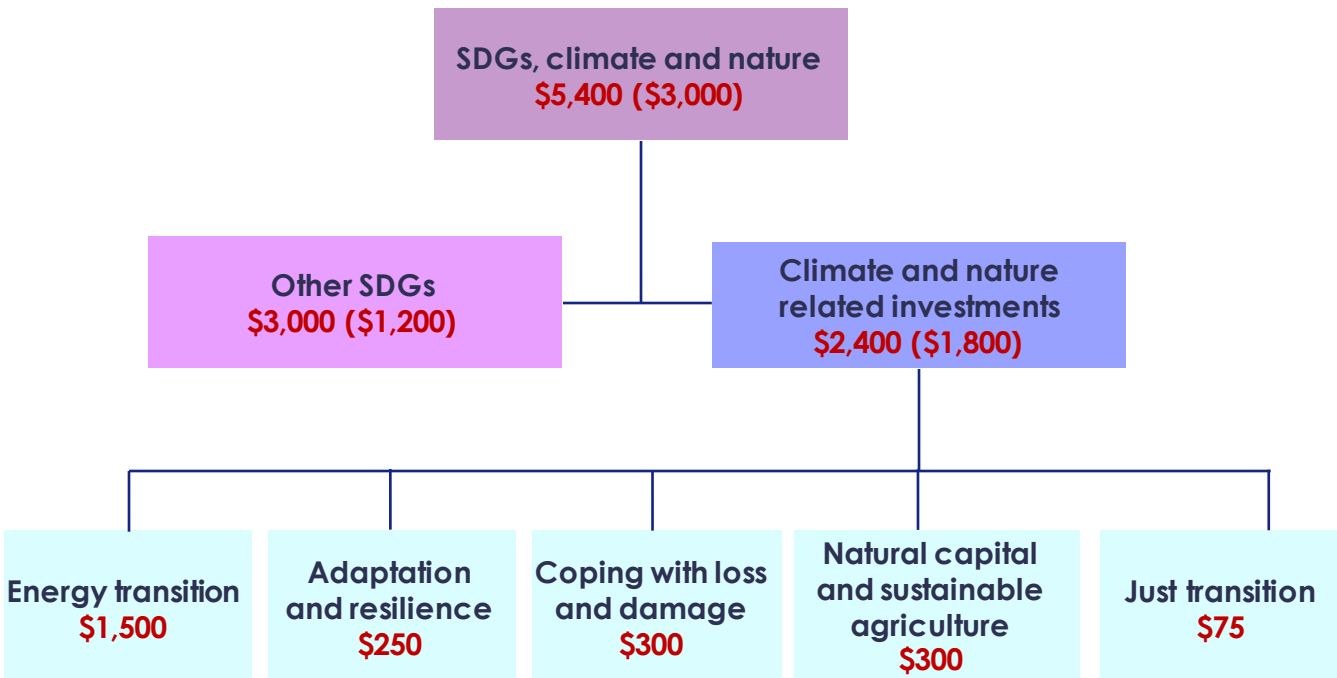 SDGs, climate and nature
$5,400 ($3,000)
Other SDGs
$3,000 ($1,200)
Climate and nature
related investments
$2,400 ($1,800)
Energy transition
$1,500
Adaptation
and resilience
$250
Coping with loss
and damage
$300
Natural capital
and sustainable
agriculture
$300
Just transition
$75